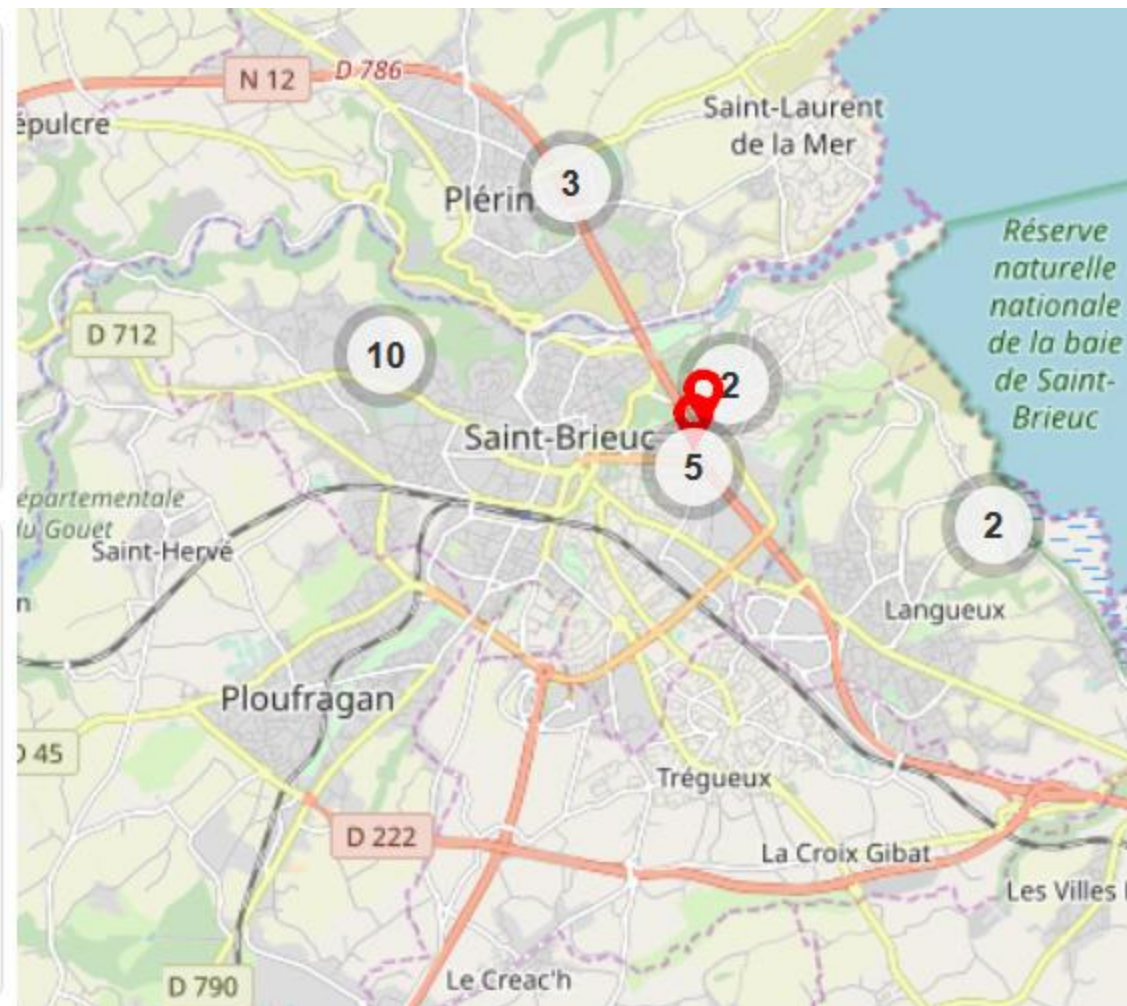 N 12
D 786
épulcre
Saint-Laurent
de la Mer
3
Plérin
Réserve
naturelle
nationale
de la baie
de Saint-
Brieuc
D 712
10
2
Saint-Brieuc
5
épartementale
du Gouet
Saint-Hervé
2
n
Langueux
Ploufragan
D 45
Trégueux
D 222
La Croix Gibat
Les Villes
Le Creac'h
D 790